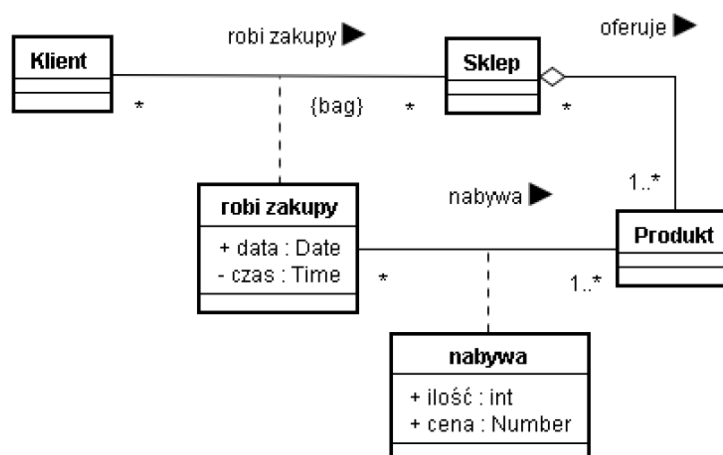 robi zakupy ▶
oferuje ▶
Klient
Sklep
*
{bag}
*
*
1..*
robi zakupy
+ data : Date
- czas : Time
nabywa ▶
Produkt
*
1..*
nabywa
+ ilość : int
+ cena : Number